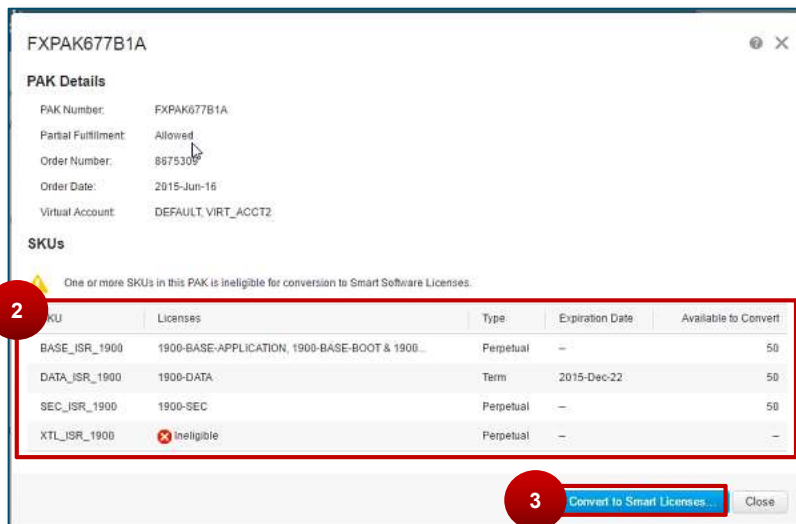 FXPAK677B1A
PAK Details
PAK Number: FXPAK677B1A
Partial Fulfillment: Allowed
Order Number: 8675309
Order Date: 2015-Jun-16
Virtual Account: DEFAULT, VIRT_ACCT2
SKUs
One or more SKUs in this PAK is ineligible for conversion to Smart Software Licenses.
2
KU Licenses Type Expiration Date Available to Convert
BASE_ISR_1900 1900-BASE-APPLICATION, 1900-BASE-BOOT & 1900... Perpetual – 50
DATA_ISR_1900 1900-DATA Term 2015-Dec-22 50
SEC_ISR_1900 1900-SEC Perpetual – 50
XTL_ISR_1900 Ineligible Perpetual – –
3 Convert to Smart Licenses... Close